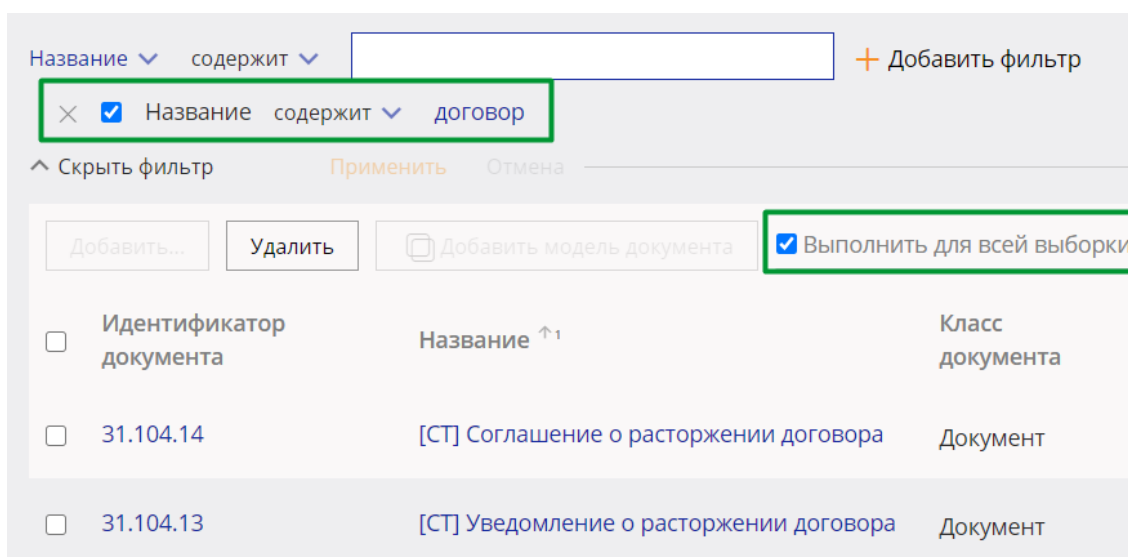 Название содержит Добавить фильтр
Название содержит договор
Скрыть фильтр Применить Отмена
Добавить... Удалить Добавить модель документа Выполнить для всей выборки
Идентификатор документа Название 1 Класс документа
31.104.14 [СТ] Соглашение о расторжении договора Документ
31.104.13 [СТ] Уведомление о расторжении договора Документ